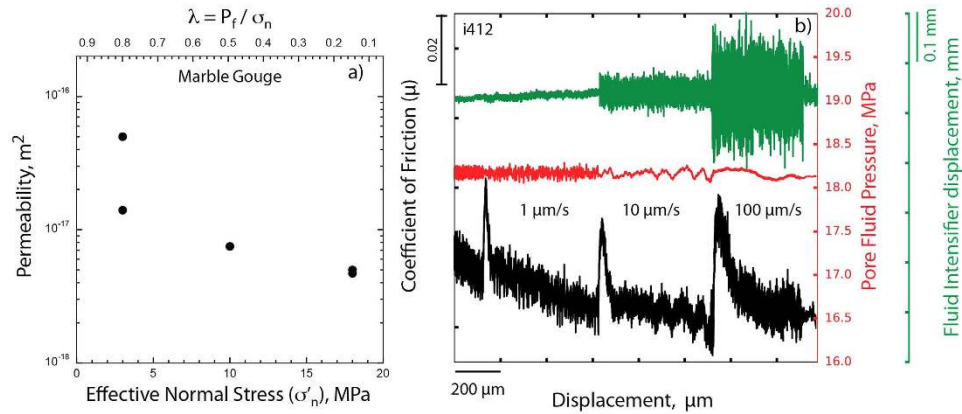 λ = P_f / σ_n
0.9 0.8 0.7 0.6 0.5 0.4 0.3 0.2 0.1
Marble Gouge
a)
10⁻¹⁶
10⁻¹⁷
10⁻¹⁸
Permeability, m²
0 5 10 15 20
Effective Normal Stress (σ'_n), MPa
i412
b)
0.02
Coefficient of Friction (μ)
1 μm/s
10 μm/s
100 μm/s
200 μm
Displacement, μm
20.0
19.5
19.0
18.5
18.0
17.5
17.0
16.5
16.0
Pore Fluid Pressure, MPa
0.1 mm
Fluid Intensifier displacement, mm